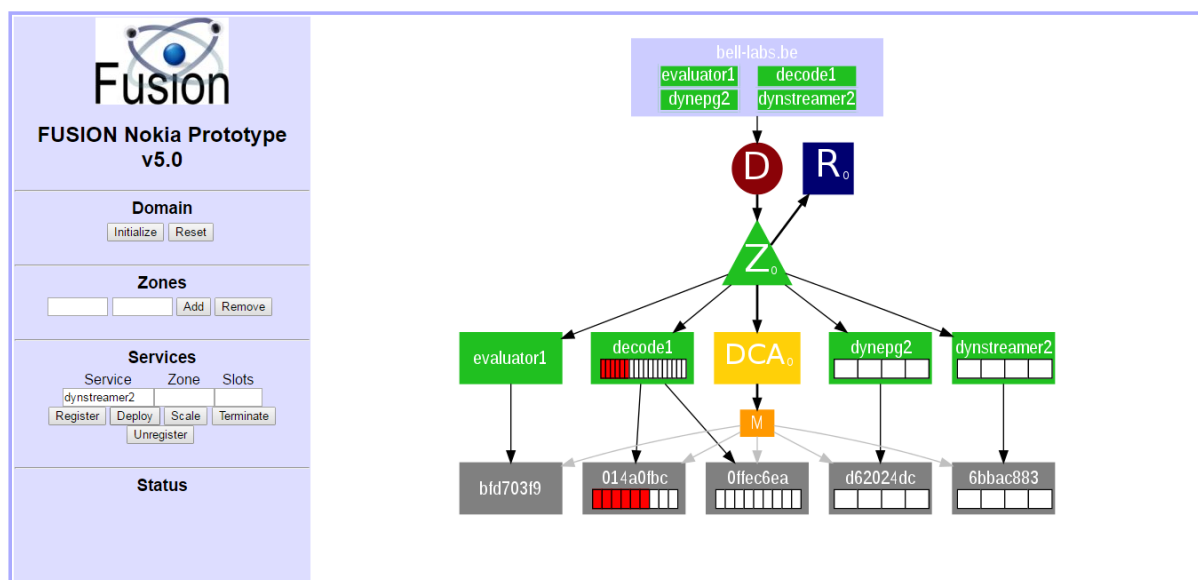 Fusion
FUSION Nokia Prototype
v5.0
Domain
Initialize Reset
Zones
Add Remove
Services
Service Zone Slots
dynstreamer2
Register Deploy Scale Terminate
Unregister
Status
bell-labs.be
evaluator1 decode1
dynepg2 dynstreamer2
D R0
Z0
evaluator1 decode1 DCA0 dynepg2 dynstreamer2
M
bfd703f9 014a0fbc 0ffec6ea d62024dc 6bbac883